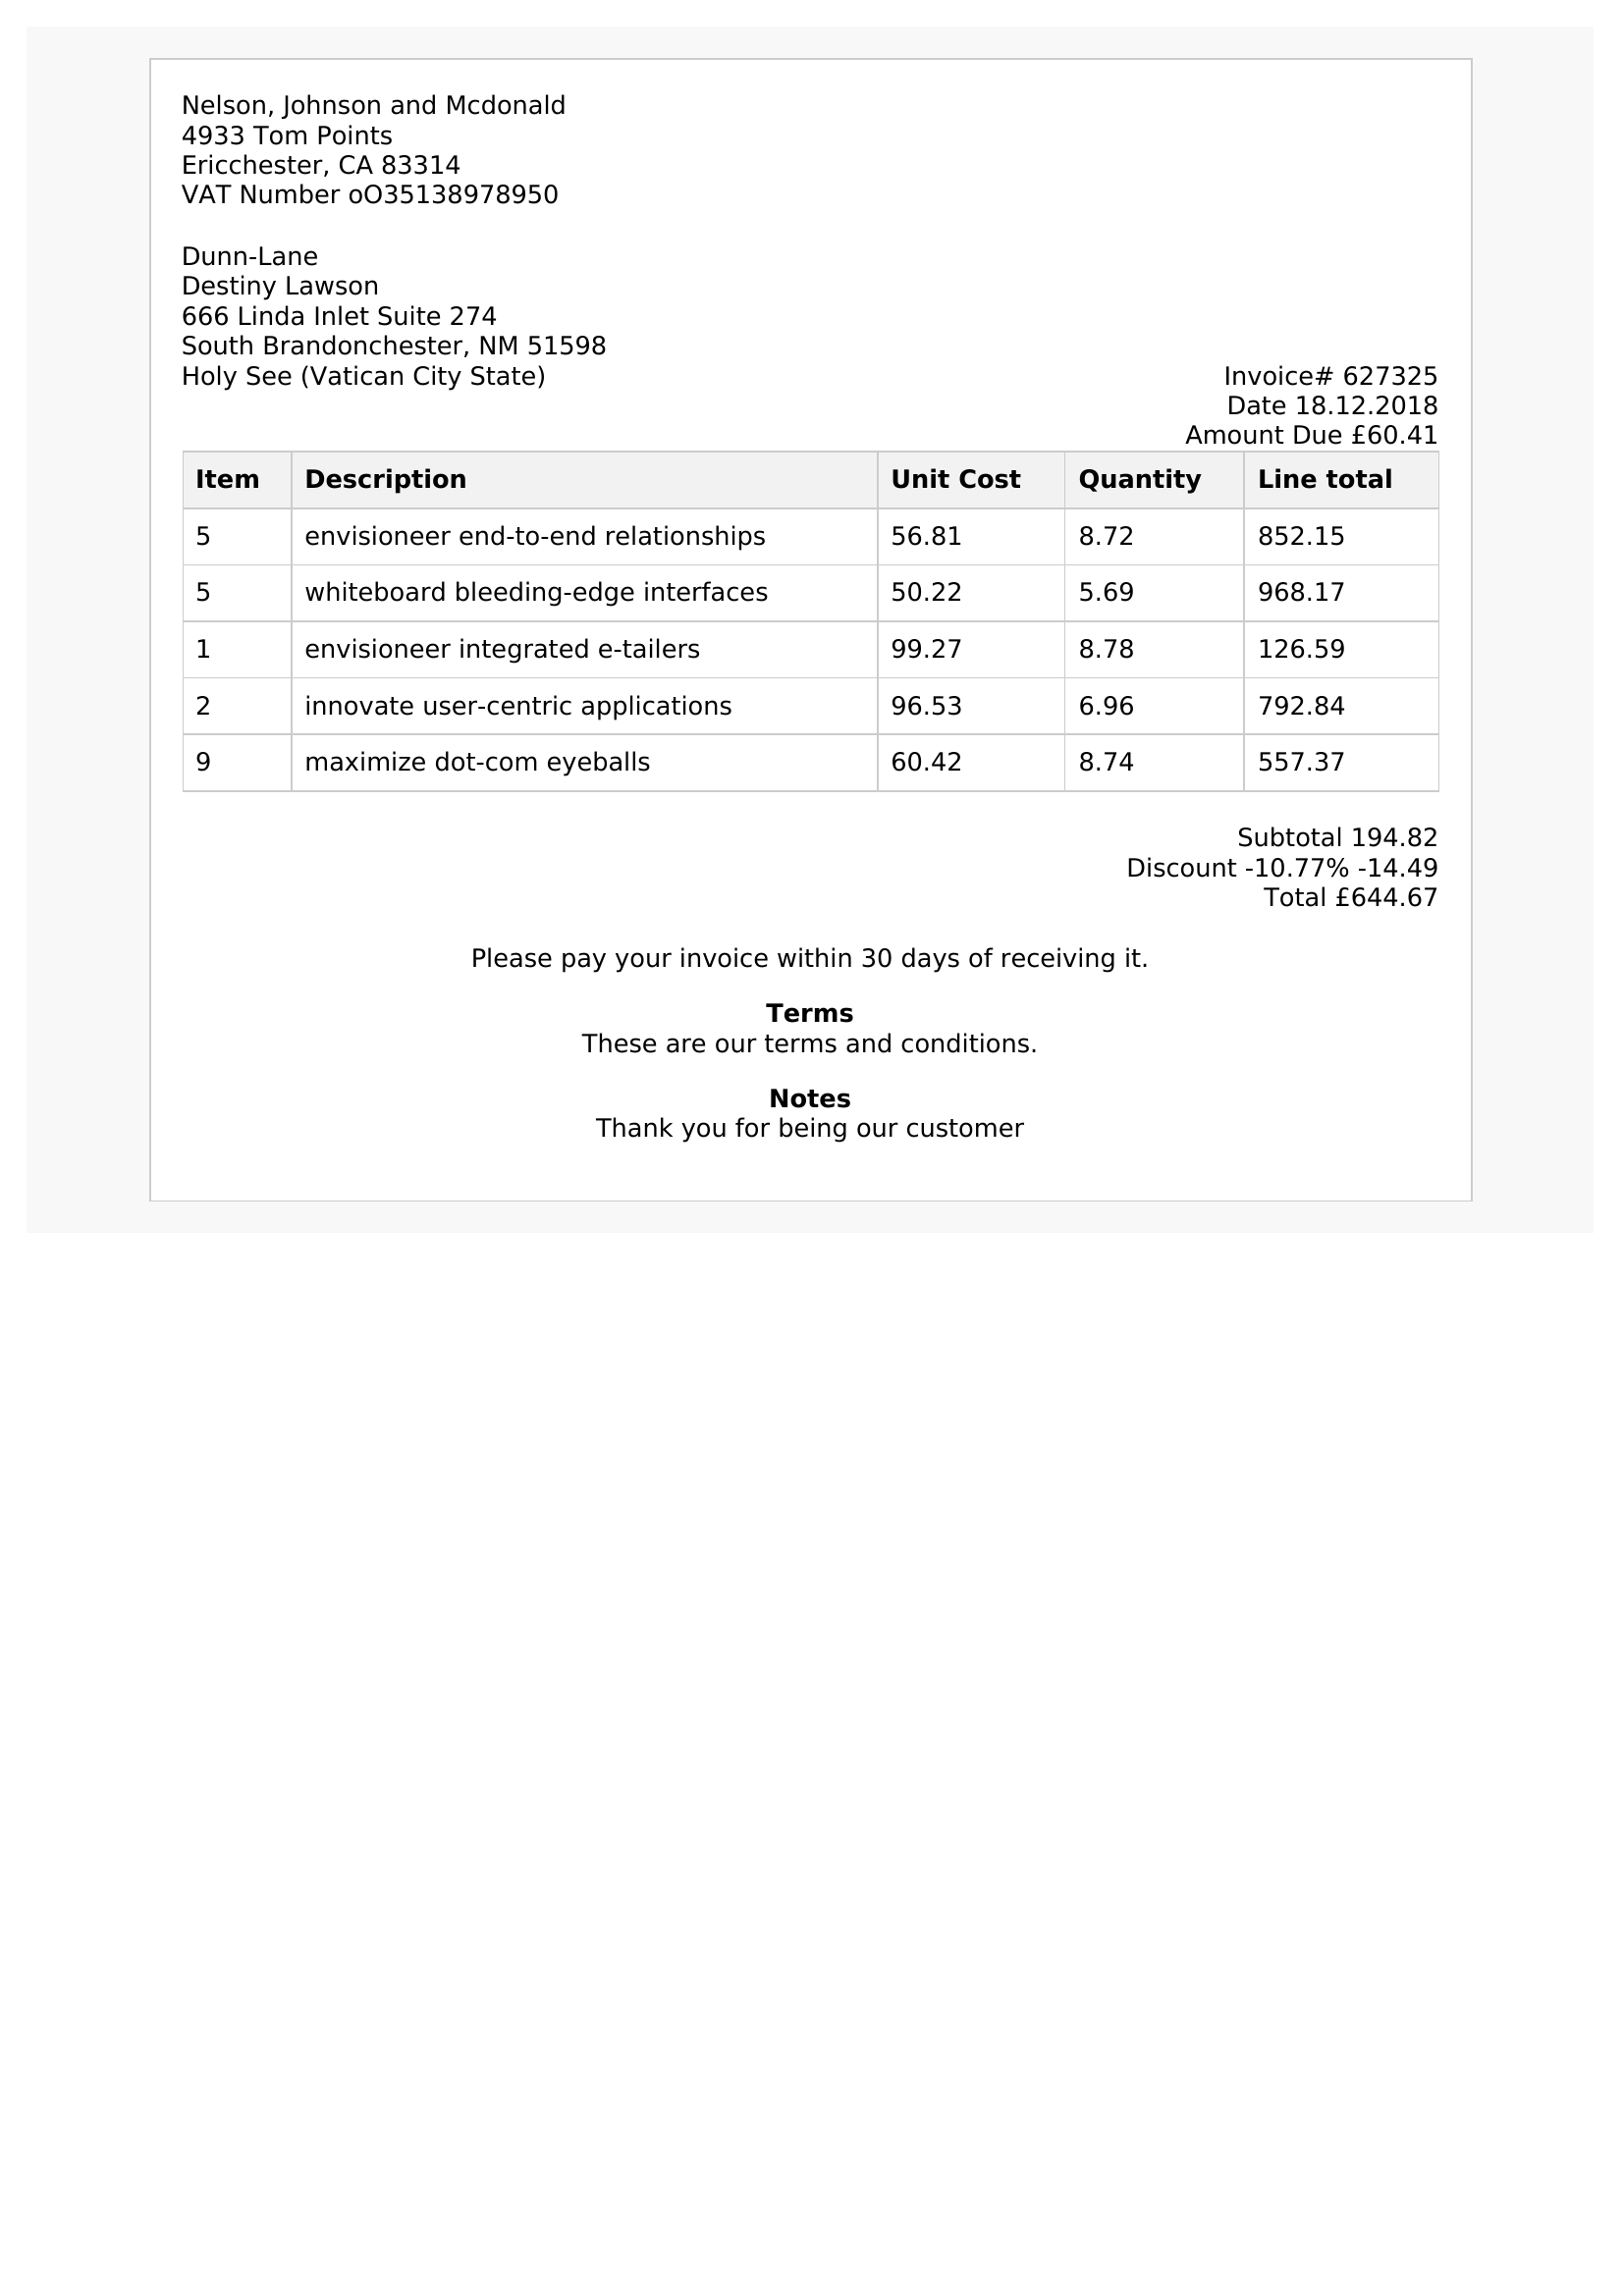 Nelson, Johnson and Mcdonald
4933 Tom Points
Ericchester, CA 83314
VAT Number oO35138978950
Dunn-Lane
Destiny Lawson
666 Linda Inlet Suite 274
South Brandonchester, NM 51598
Holy See (Vatican City State)
Invoice# 627325
Date 18.12.2018
Amount Due £60.41
Item Description Unit Cost Quantity Line total
5 envisioneer end-to-end relationships 56.81 8.72 852.15
5 whiteboard bleeding-edge interfaces 50.22 5.69 968.17
1 envisioneer integrated e-tailers 99.27 8.78 126.59
2 innovate user-centric applications 96.53 6.96 792.84
9 maximize dot-com eyeballs 60.42 8.74 557.37
Subtotal 194.82
Discount -10.77% -14.49
Total £644.67
Please pay your invoice within 30 days of receiving it.
Terms
These are our terms and conditions.
Notes
Thank you for being our customer